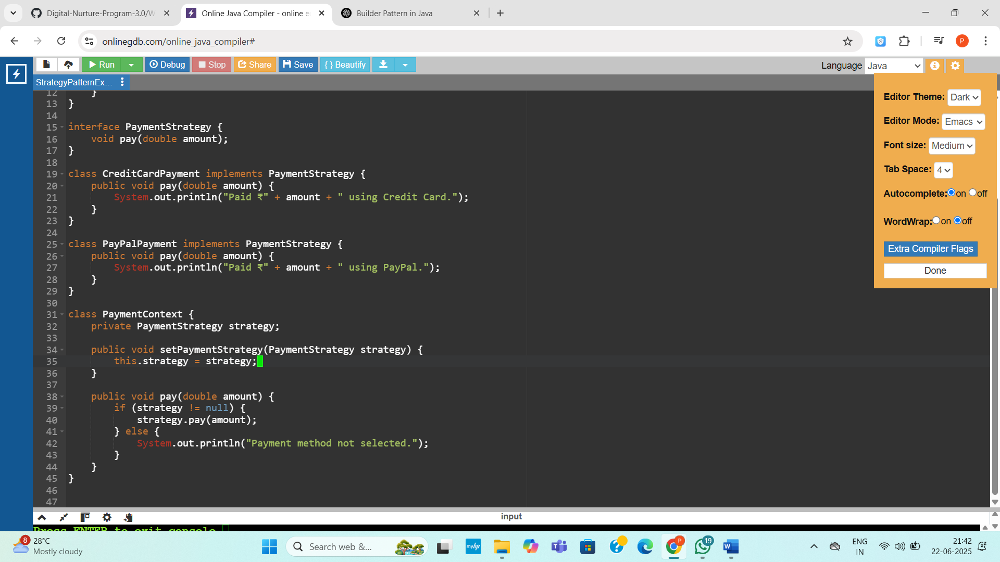 Digital-Nurture-Program-3.0/W
Online Java Compiler - online e
Builder Pattern in Java
onlinegdb.com/online_java_compiler#
P
Run
Debug
Stop
Share
Save
{ } Beautify
Language
Java
StrategyPatternEx...
12     }
13 }
14
15 interface PaymentStrategy {
16     void pay(double amount);
17 }
18
19 class CreditCardPayment implements PaymentStrategy {
20     public void pay(double amount) {
21         System.out.println("Paid ₹" + amount + " using Credit Card.");
22     }
23 }
24
25 class PayPalPayment implements PaymentStrategy {
26     public void pay(double amount) {
27         System.out.println("Paid ₹" + amount + " using PayPal.");
28     }
29 }
30
31 class PaymentContext {
32     private PaymentStrategy strategy;
33
34     public void setPaymentStrategy(PaymentStrategy strategy) {
35         this.strategy = strategy;
36     }
37
38     public void pay(double amount) {
39         if (strategy != null) {
40             strategy.pay(amount);
41         } else {
42             System.out.println("Payment method not selected.");
43         }
44     }
45 }
46
47
Editor Theme: Dark
Editor Mode: Emacs
Font size: Medium
Tab Space: 4
Autocomplete: on off
WordWrap: on off
Extra Compiler Flags
Done
input
Press ENTER to exit console.
8
28°C
Mostly cloudy
Search web &...
myhp
P
19
W
ENG
IN
21:42
22-06-2025